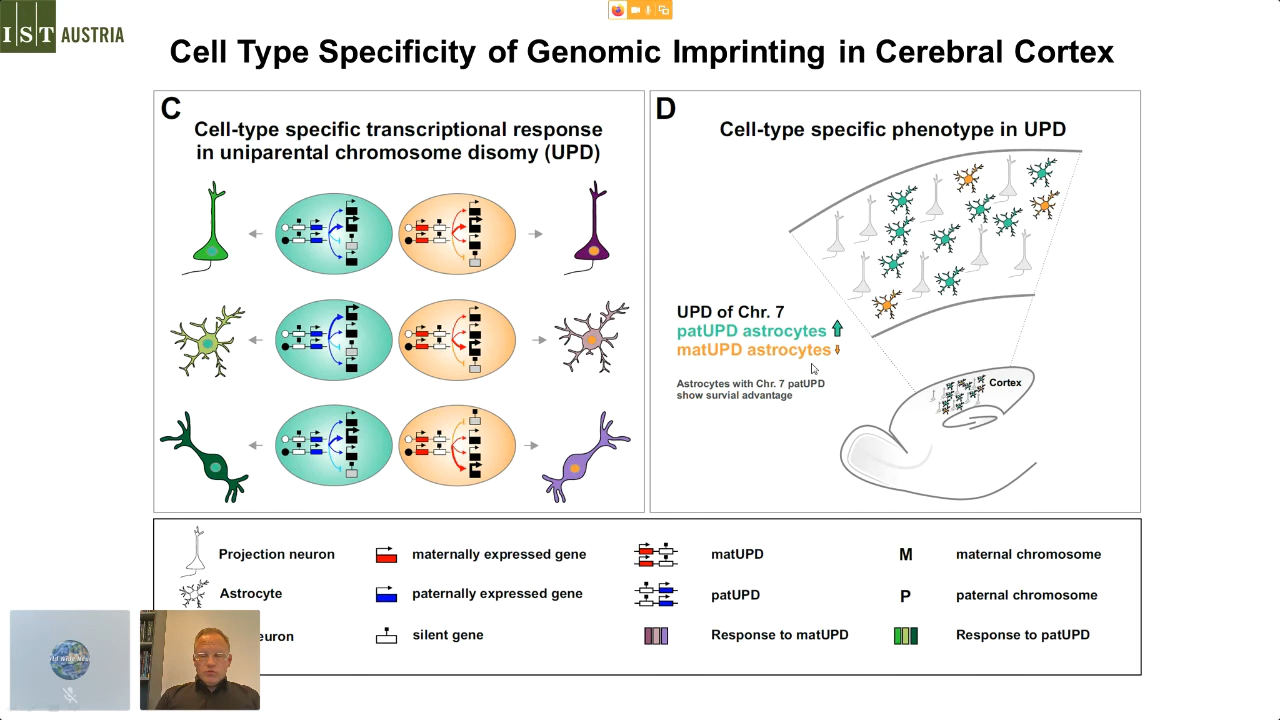 IST AUSTRIA
Cell Type Specificity of Genomic Imprinting in Cerebral Cortex
C
Cell-type specific transcriptional response
in uniparental chromosome disomy (UPD)
D
Cell-type specific phenotype in UPD
UPD of Chr. 7
patUPD astrocytes
matUPD astrocytes
Astrocytes with Chr. 7 patUPD
show survial advantage
Cortex
Projection neuron
maternally expressed gene
matUPD
M
maternal chromosome
Astrocyte
paternally expressed gene
patUPD
P
paternal chromosome
euron
silent gene
Response to matUPD
Response to patUPD